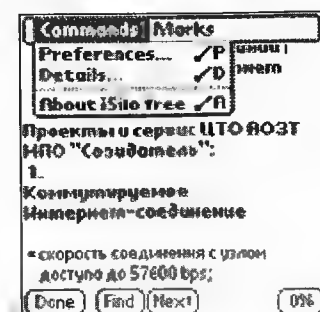 Commands Marks
Preferences... ✓P
Details... ✓D
About iSilo free ✓A
Проекты и сервис ЦТО АОЗТ
НПО "Созидатель":
1.
Коммутируемое
Интернет-соединение
•скорость соединения с узлом
доступа до 57600 bps;
Done Find Next 0%